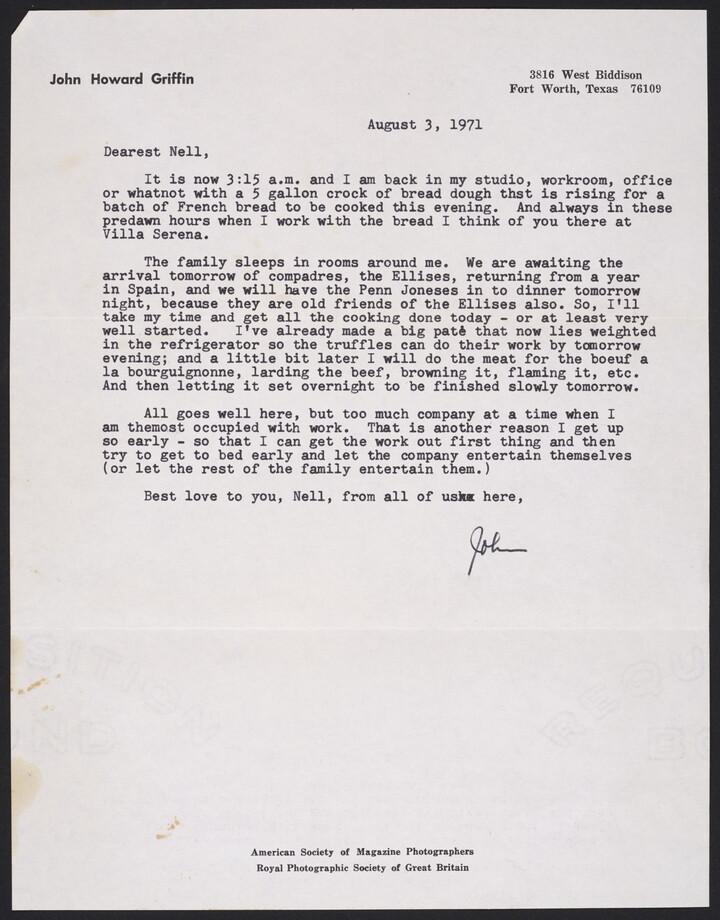 John Howard Griffin
3816 West Biddison
Fort Worth, Texas 76109
August 3, 1971
Dearest Nell,
It is now 3:15 a.m. and I am back in my studio, workroom, office
or whatnot with a 5 gallon crock of bread dough thst is rising for a
batch of French bread to be cooked this evening. And always in these
predawn hours when I work with the bread I think of you there at
Villa Serena.
The family sleeps in rooms around me. We are awaiting the
arrival tomorrow of compadres, the Ellises, returning from a year
in Spain, and we will have the Penn Joneses in to dinner tomorrow
night, because they are old friends of the Ellises also. So, I'll
take my time and get all the cooking done today - or at least very
well started. I've already made a big paté that now lies weighted
in the refrigerator so the truffles can do their work by tomorrow
evening; and a little bit later I will do the meat for the boeuf a
la bourguignonne, larding the beef, browning it, flaming it, etc.
And then letting it set overnight to be finished slowly tomorrow.
All goes well here, but too much company at a time when I
am themost occupied with work. That is another reason I get up
so early - so that I can get the work out first thing and then
try to get to bed early and let the company entertain themselves
(or let the rest of the family entertain them.)
Best love to you, Nell, from all of us here,
John
SITION
REQU
ND
American Society of Magazine Photographers
Royal Photographic Society of Great Britain